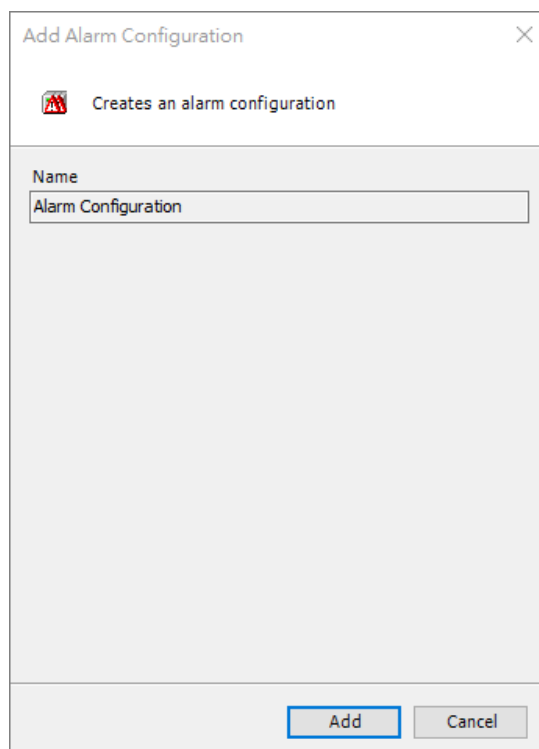 Add Alarm Configuration
Creates an alarm configuration
Name
Alarm Configuration
Add
Cancel